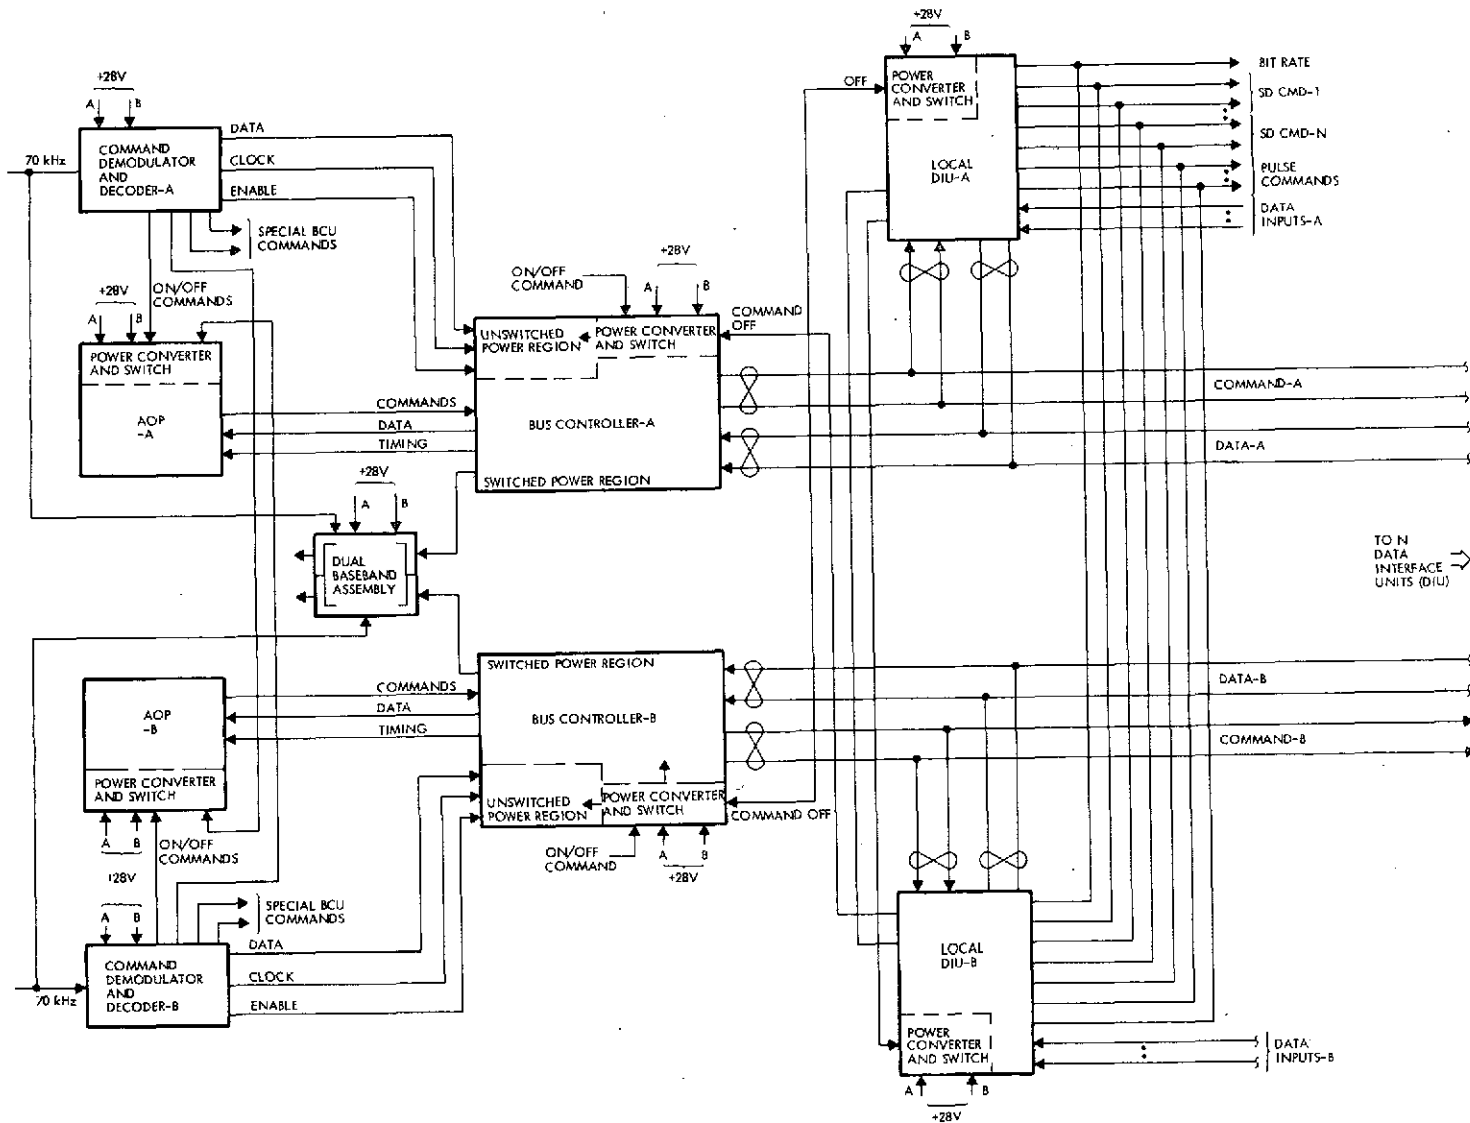 +28V
A B
COMMAND
DEMODULATOR
AND
DECODER-A
70 kHz
DATA
CLOCK
ENABLE
SPECIAL BCU
COMMANDS
ON/OFF
COMMANDS
+28V
A B
POWER CONVERTER
AND SWITCH
AOP
-A
COMMANDS
DATA
TIMING
ON/OFF
COMMAND
+28V
A B
UNSWITCHED
POWER REGION
POWER CONVERTER
AND SWITCH
BUS CONTROLLER-A
SWITCHED POWER REGION
COMMAND
OFF
+28V
A B
OFF
POWER
CONVERTER
AND SWITCH
LOCAL
DIU-A
BIT RATE
SD CMD-1
SD CMD-N
PULSE
COMMANDS
DATA
INPUTS-A
COMMAND-A
DATA-A
+28V
A B
DUAL
BASEBAND
ASSEMBLY
TO N
DATA
INTERFACE
UNITS (DIU)
SWITCHED POWER REGION
BUS CONTROLLER-B
UNSWITCHED
POWER REGION
POWER CONVERTER
AND SWITCH
COMMAND OFF
ON/OFF
COMMAND
A B
+28V
DATA-B
COMMAND-B
AOP
-B
POWER CONVERTER
AND SWITCH
COMMANDS
DATA
TIMING
A B
+28V
ON/OFF
COMMANDS
A B
SPECIAL BCU
COMMANDS
COMMAND
DEMODULATOR
AND
DECODER-B
70 kHz
DATA
CLOCK
ENABLE
LOCAL
DIU-B
POWER
CONVERTER
AND SWITCH
A B
+28V
DATA
INPUTS-B